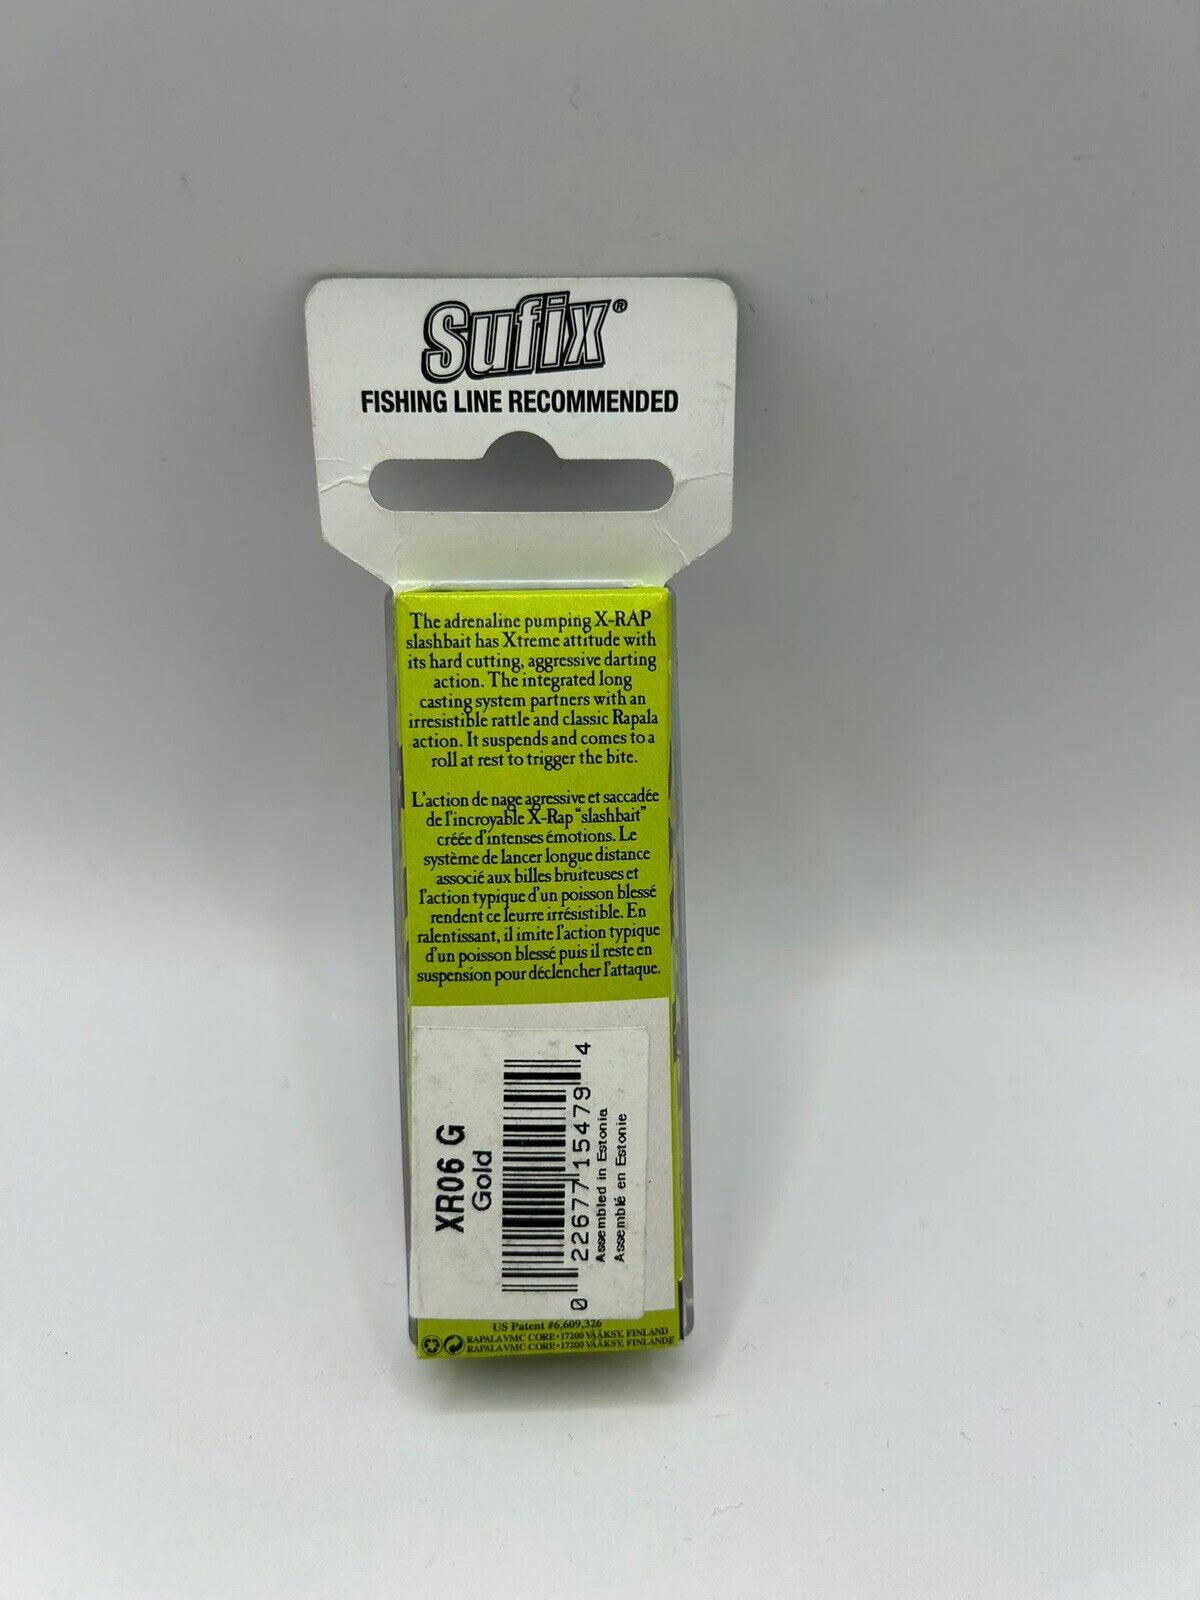 Sufix®
FISHING LINE RECOMMENDED
The adrenaline pumping X-RAP
slashbait has Xtreme attitude with
its hard cutting, aggressive darting
action. The integrated long
casting system partners with an
irresistible rattle and classic Rapala
action. It suspends and comes to a
roll at rest to trigger the bite.
L'action de nage agressive et saccadée
de l'incroyable X-Rap "slashbait"
créée d'intenses émotions. Le
système de lancer longue distance
associé aux billes bruiteuses et
l'action typique d'un poisson blessé
rendent ce leurre irrésistible. En
ralentissant, il imite l'action typique
d'un poisson blessé puis il reste en
suspension pour déclencher l'attaque.
XR06 G
Gold
0 22677 15479 4
Assembled in Estonia
Assemblé en Estonie
US Patent #6,609,326
RAPALA VMC CORP. • 17200 VÄÄKSY, FINLAND
RAPALA VMC CORP. • 17200 VÄÄKSY, FINLANDE